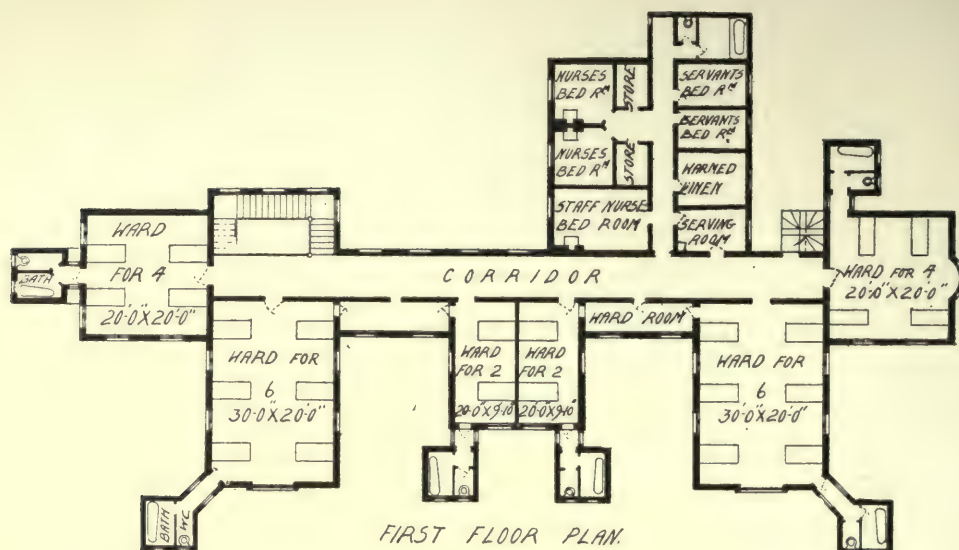 NURSES
BED RM
STORE
SERVANTS
BED RM
SERVANTS
BED RM
NURSES
BED RM
STORE
WARMED
LINEN
STAFF NURSE
BED ROOM
SERVING
ROOM
WARD
FOR 4
20'-0"X20'-0"
BATH
CORRIDOR
WARD FOR 4
20'-0"X20'-0"
WARD FOR
6
30'-0"X20'-0"
WARD
FOR 2
20'-0"X9'-10"
WARD
FOR 2
20'-0"X9'-10"
WARD ROOM
WARD FOR
6
30'-0"X20'-0"
BATH
WC
FIRST FLOOR PLAN.